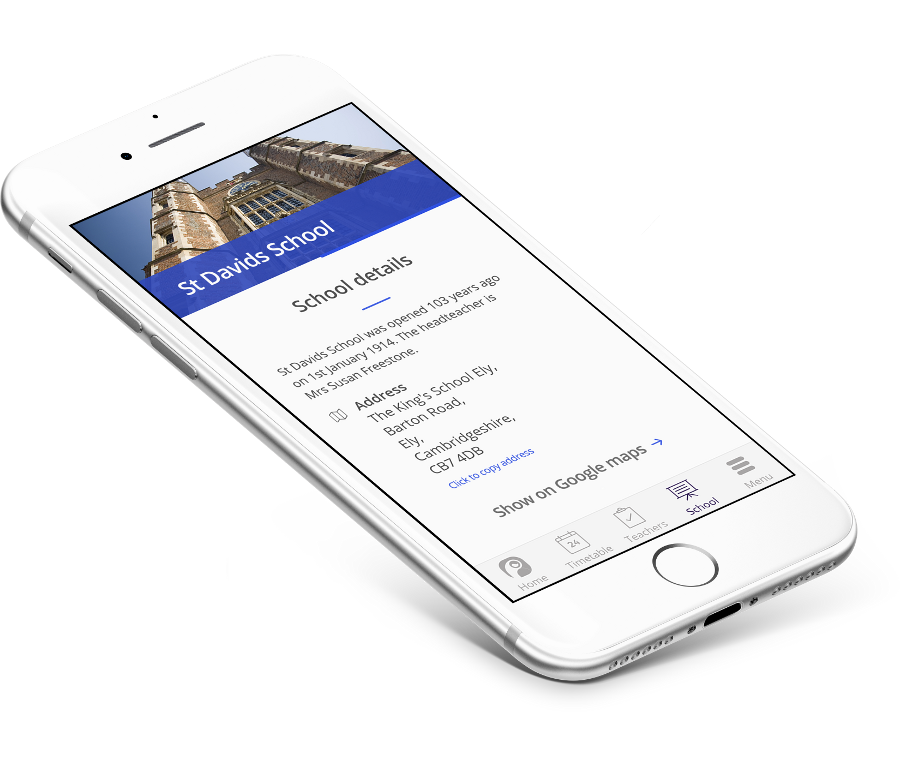 St Davids School
School details
St Davids School was opened 103 years ago
on 1st January 1914. The headteacher is
Mrs Susan Freestone.
Address
The King's School Ely,
Barton Road,
Ely,
Cambridgeshire,
CB7 4DB
Click to copy address
Show on Google maps →
24
Home
Timetable
Teachers
School
Menu